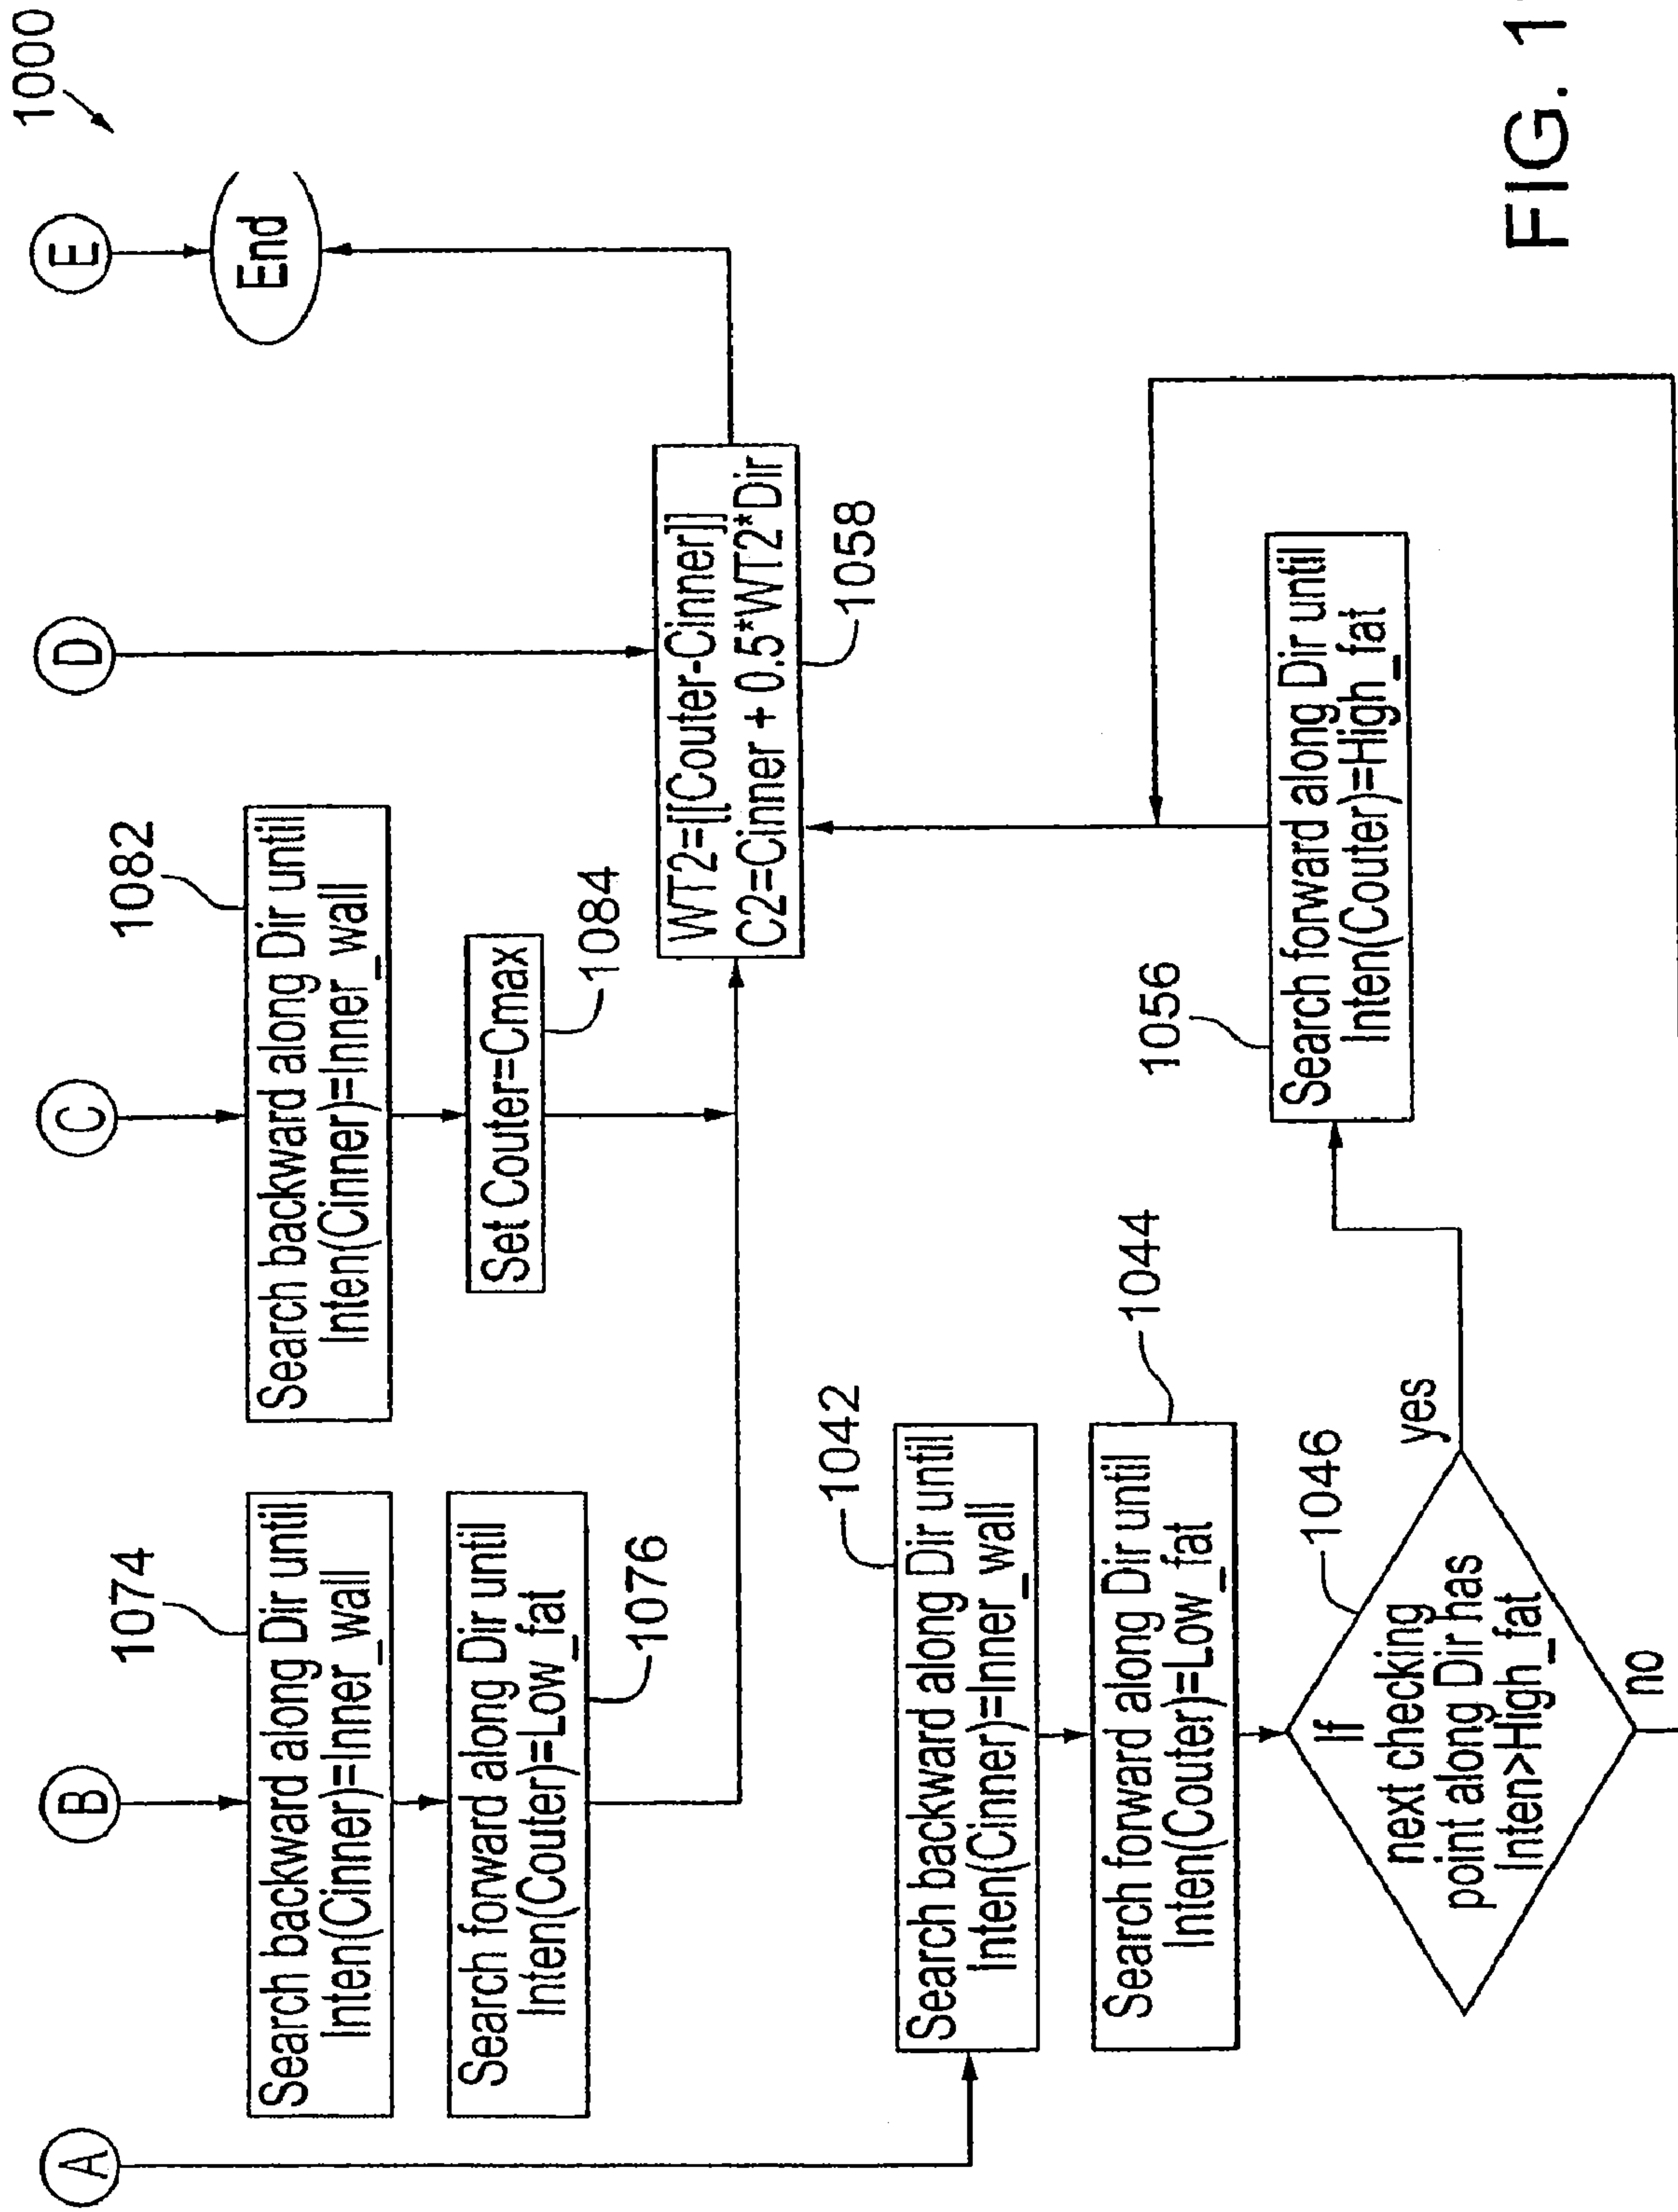 1000
A
B
C
D
E
End
1074
Search backward along Dir until
Inten(Cinner)=Inner_wall
1082
Search backward along Dir until
Inten(Cinner)=Inner_wall
Search forward along Dir until
Inten(Couter)=Low_fat
1076
Set Couter=Cmax
1084
WT2=[[Couter-Cinner]]
C2=Cinner + 0.5*WT2*Dir
1058
1042
Search backward along Dir until
Inten(Cinner)=Inner_wall
Search forward along Dir until
Inten(Couter)=Low_fat
1044
1046
If
next checking
point along Dir has
Inten>High_fat
yes
no
1056
Search forward along Dir until
Inten(Couter)=High_fat
FIG. 1